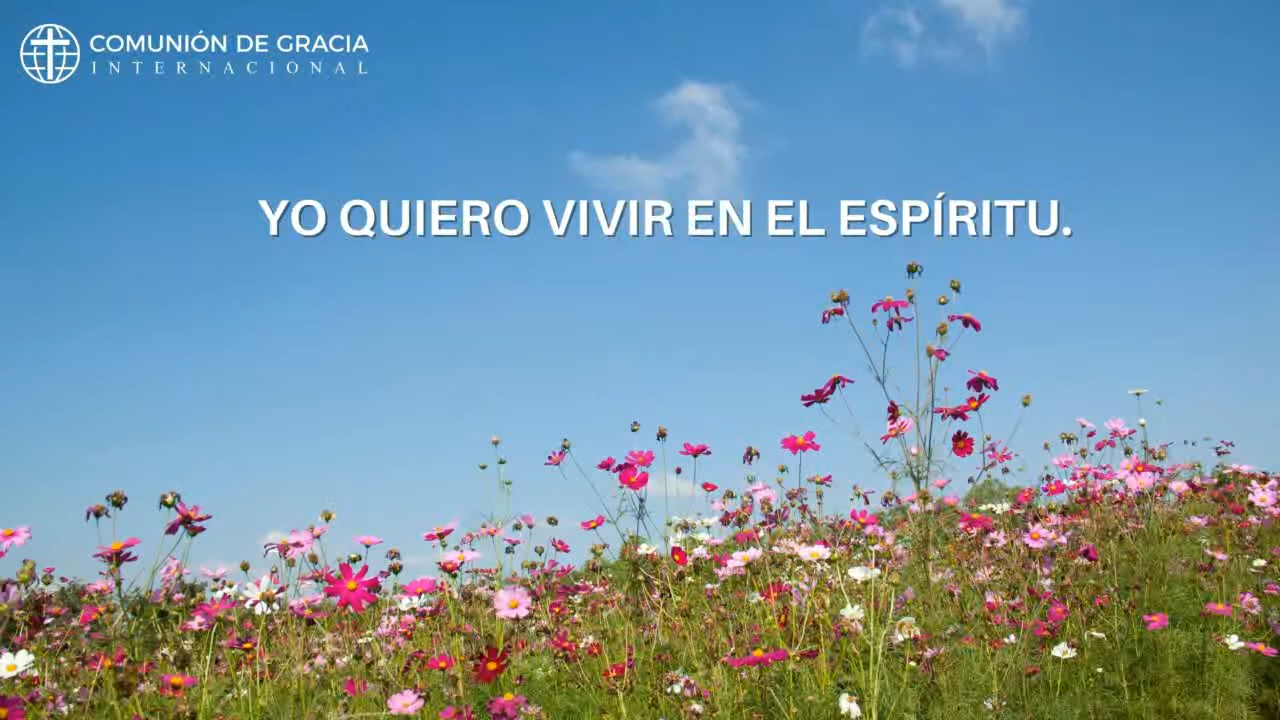 COMUNIÓN DE GRACIA
INTERNACIONAL
YO QUIERO VIVIR EN EL ESPÍRITU.